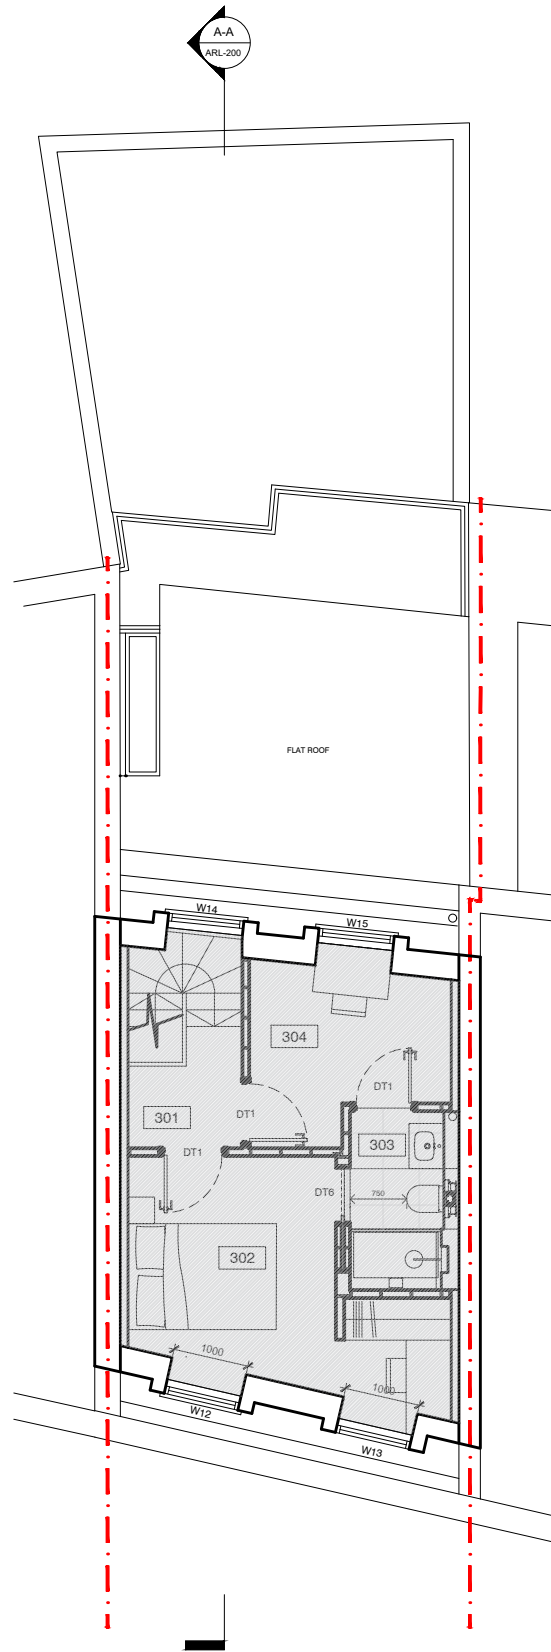 A-A
ARL-200
FLAT ROOF
W14
W15
304
DT1
301
DT1
303
DT1
DT6
750
302
1000
1000
W12
W13